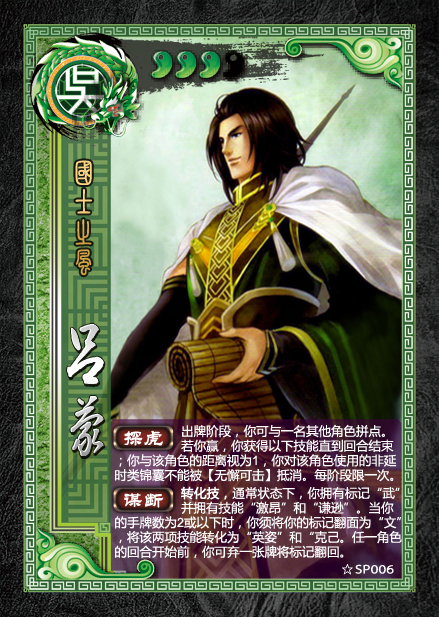 吴
國士之風
吕蒙
探虎
出牌阶段，你可与一名其他角色拼点。
若你赢，你获得以下技能直到回合结束
；你与该角色的距离视为1，你对该角色使用的非延
时类锦囊不能被【无懈可击】抵消。每阶段限一次。
谋断
转化技，通常状态下，你拥有标记“武”
并拥有技能“激昂”和“谦逊”。当你
的手牌数为2或以下时，你须将你的标记翻面为“文”
，将该两项技能转化为“英姿”和“克己。任一角色
的回合开始前，你可弃一张牌将标记翻回。
☆SP006